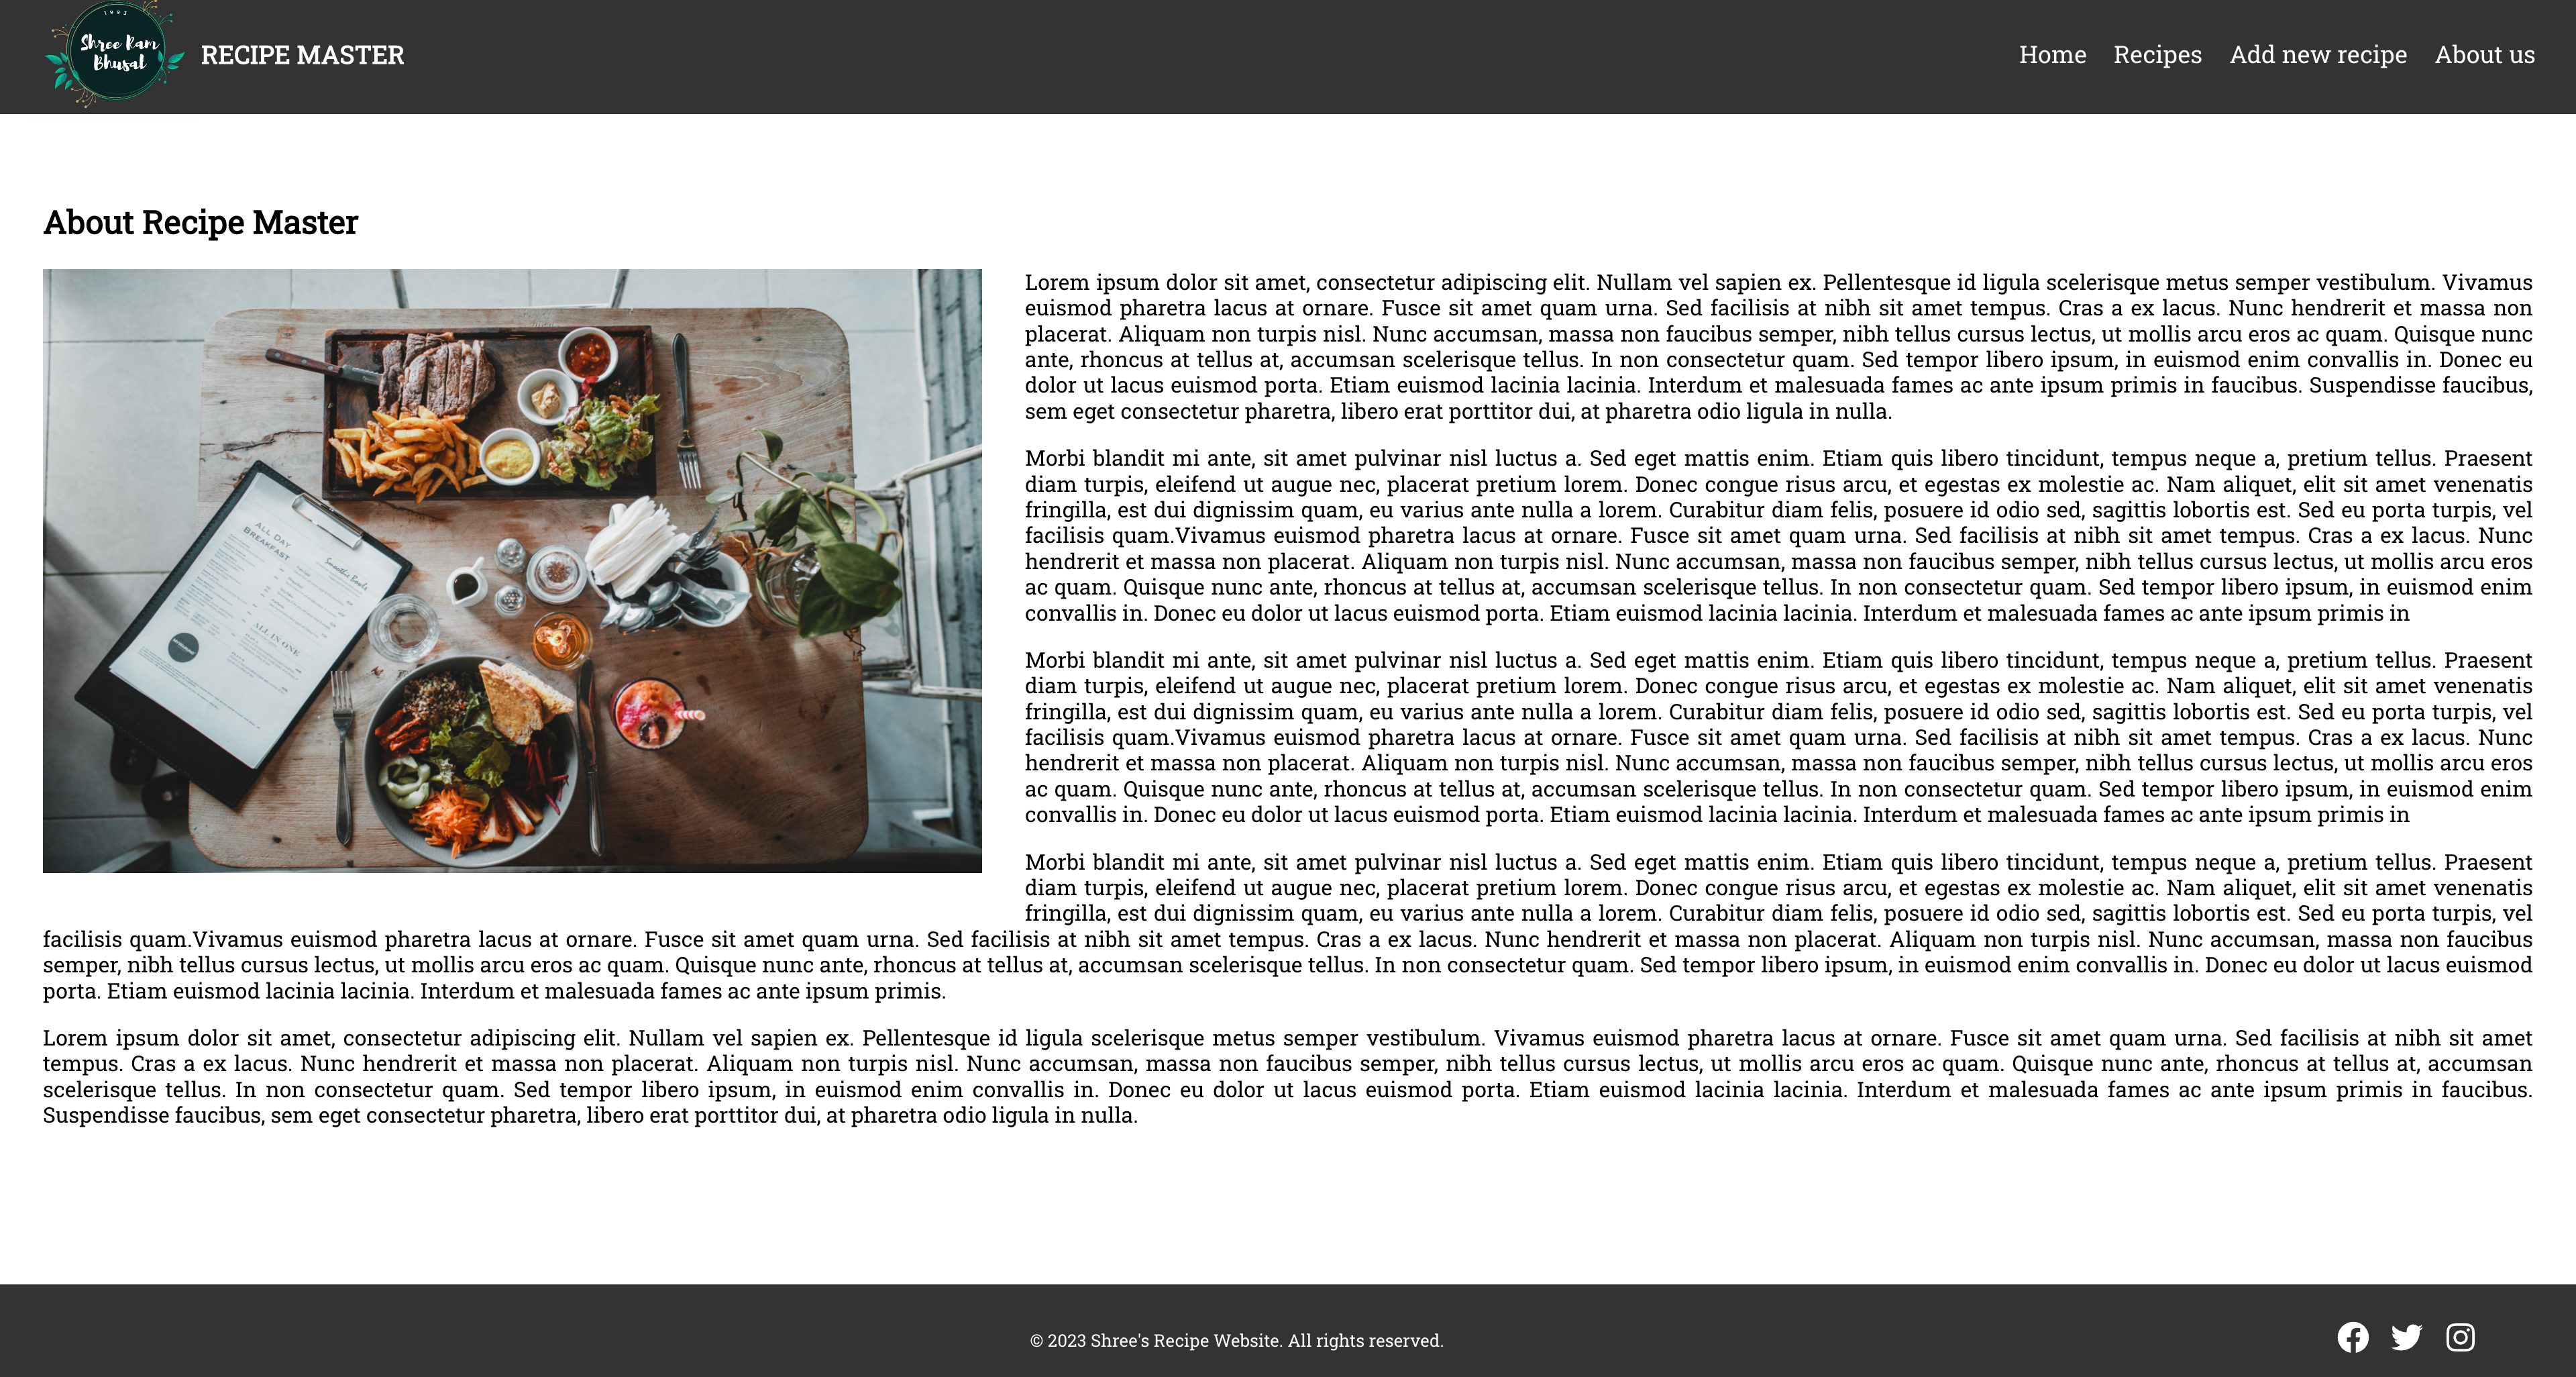 1993
Shree Ram
Bhusal
RECIPE MASTER
Home Recipes Add new recipe About us
About Recipe Master
ALL DAY
BREAKFAST
Smoothie Bowls
ALL IN ONE
Lorem ipsum dolor sit amet, consectetur adipiscing elit. Nullam vel sapien ex. Pellentesque id ligula scelerisque metus semper vestibulum. Vivamus
euismod pharetra lacus at ornare. Fusce sit amet quam urna. Sed facilisis at nibh sit amet tempus. Cras a ex lacus. Nunc hendrerit et massa non
placerat. Aliquam non turpis nisl. Nunc accumsan, massa non faucibus semper, nibh tellus cursus lectus, ut mollis arcu eros ac quam. Quisque nunc
ante, rhoncus at tellus at, accumsan scelerisque tellus. In non consectetur quam. Sed tempor libero ipsum, in euismod enim convallis in. Donec eu
dolor ut lacus euismod porta. Etiam euismod lacinia lacinia. Interdum et malesuada fames ac ante ipsum primis in faucibus. Suspendisse faucibus,
sem eget consectetur pharetra, libero erat porttitor dui, at pharetra odio ligula in nulla.
Morbi blandit mi ante, sit amet pulvinar nisl luctus a. Sed eget mattis enim. Etiam quis libero tincidunt, tempus neque a, pretium tellus. Praesent
diam turpis, eleifend ut augue nec, placerat pretium lorem. Donec congue risus arcu, et egestas ex molestie ac. Nam aliquet, elit sit amet venenatis
fringilla, est dui dignissim quam, eu varius ante nulla a lorem. Curabitur diam felis, posuere id odio sed, sagittis lobortis est. Sed eu porta turpis, vel
facilisis quam.Vivamus euismod pharetra lacus at ornare. Fusce sit amet quam urna. Sed facilisis at nibh sit amet tempus. Cras a ex lacus. Nunc
hendrerit et massa non placerat. Aliquam non turpis nisl. Nunc accumsan, massa non faucibus semper, nibh tellus cursus lectus, ut mollis arcu eros
ac quam. Quisque nunc ante, rhoncus at tellus at, accumsan scelerisque tellus. In non consectetur quam. Sed tempor libero ipsum, in euismod enim
convallis in. Donec eu dolor ut lacus euismod porta. Etiam euismod lacinia lacinia. Interdum et malesuada fames ac ante ipsum primis in
Morbi blandit mi ante, sit amet pulvinar nisl luctus a. Sed eget mattis enim. Etiam quis libero tincidunt, tempus neque a, pretium tellus. Praesent
diam turpis, eleifend ut augue nec, placerat pretium lorem. Donec congue risus arcu, et egestas ex molestie ac. Nam aliquet, elit sit amet venenatis
fringilla, est dui dignissim quam, eu varius ante nulla a lorem. Curabitur diam felis, posuere id odio sed, sagittis lobortis est. Sed eu porta turpis, vel
facilisis quam.Vivamus euismod pharetra lacus at ornare. Fusce sit amet quam urna. Sed facilisis at nibh sit amet tempus. Cras a ex lacus. Nunc
hendrerit et massa non placerat. Aliquam non turpis nisl. Nunc accumsan, massa non faucibus semper, nibh tellus cursus lectus, ut mollis arcu eros
ac quam. Quisque nunc ante, rhoncus at tellus at, accumsan scelerisque tellus. In non consectetur quam. Sed tempor libero ipsum, in euismod enim
convallis in. Donec eu dolor ut lacus euismod porta. Etiam euismod lacinia lacinia. Interdum et malesuada fames ac ante ipsum primis in
Morbi blandit mi ante, sit amet pulvinar nisl luctus a. Sed eget mattis enim. Etiam quis libero tincidunt, tempus neque a, pretium tellus. Praesent
diam turpis, eleifend ut augue nec, placerat pretium lorem. Donec congue risus arcu, et egestas ex molestie ac. Nam aliquet, elit sit amet venenatis
fringilla, est dui dignissim quam, eu varius ante nulla a lorem. Curabitur diam felis, posuere id odio sed, sagittis lobortis est. Sed eu porta turpis, vel
facilisis quam.Vivamus euismod pharetra lacus at ornare. Fusce sit amet quam urna. Sed facilisis at nibh sit amet tempus. Cras a ex lacus. Nunc hendrerit et massa non placerat. Aliquam non turpis nisl. Nunc accumsan, massa non faucibus
semper, nibh tellus cursus lectus, ut mollis arcu eros ac quam. Quisque nunc ante, rhoncus at tellus at, accumsan scelerisque tellus. In non consectetur quam. Sed tempor libero ipsum, in euismod enim convallis in. Donec eu dolor ut lacus euismod
porta. Etiam euismod lacinia lacinia. Interdum et malesuada fames ac ante ipsum primis.
Lorem ipsum dolor sit amet, consectetur adipiscing elit. Nullam vel sapien ex. Pellentesque id ligula scelerisque metus semper vestibulum. Vivamus euismod pharetra lacus at ornare. Fusce sit amet quam urna. Sed facilisis at nibh sit amet
tempus. Cras a ex lacus. Nunc hendrerit et massa non placerat. Aliquam non turpis nisl. Nunc accumsan, massa non faucibus semper, nibh tellus cursus lectus, ut mollis arcu eros ac quam. Quisque nunc ante, rhoncus at tellus at, accumsan
scelerisque tellus. In non consectetur quam. Sed tempor libero ipsum, in euismod enim convallis in. Donec eu dolor ut lacus euismod porta. Etiam euismod lacinia lacinia. Interdum et malesuada fames ac ante ipsum primis in faucibus.
Suspendisse faucibus, sem eget consectetur pharetra, libero erat porttitor dui, at pharetra odio ligula in nulla.
© 2023 Shree's Recipe Website. All rights reserved.